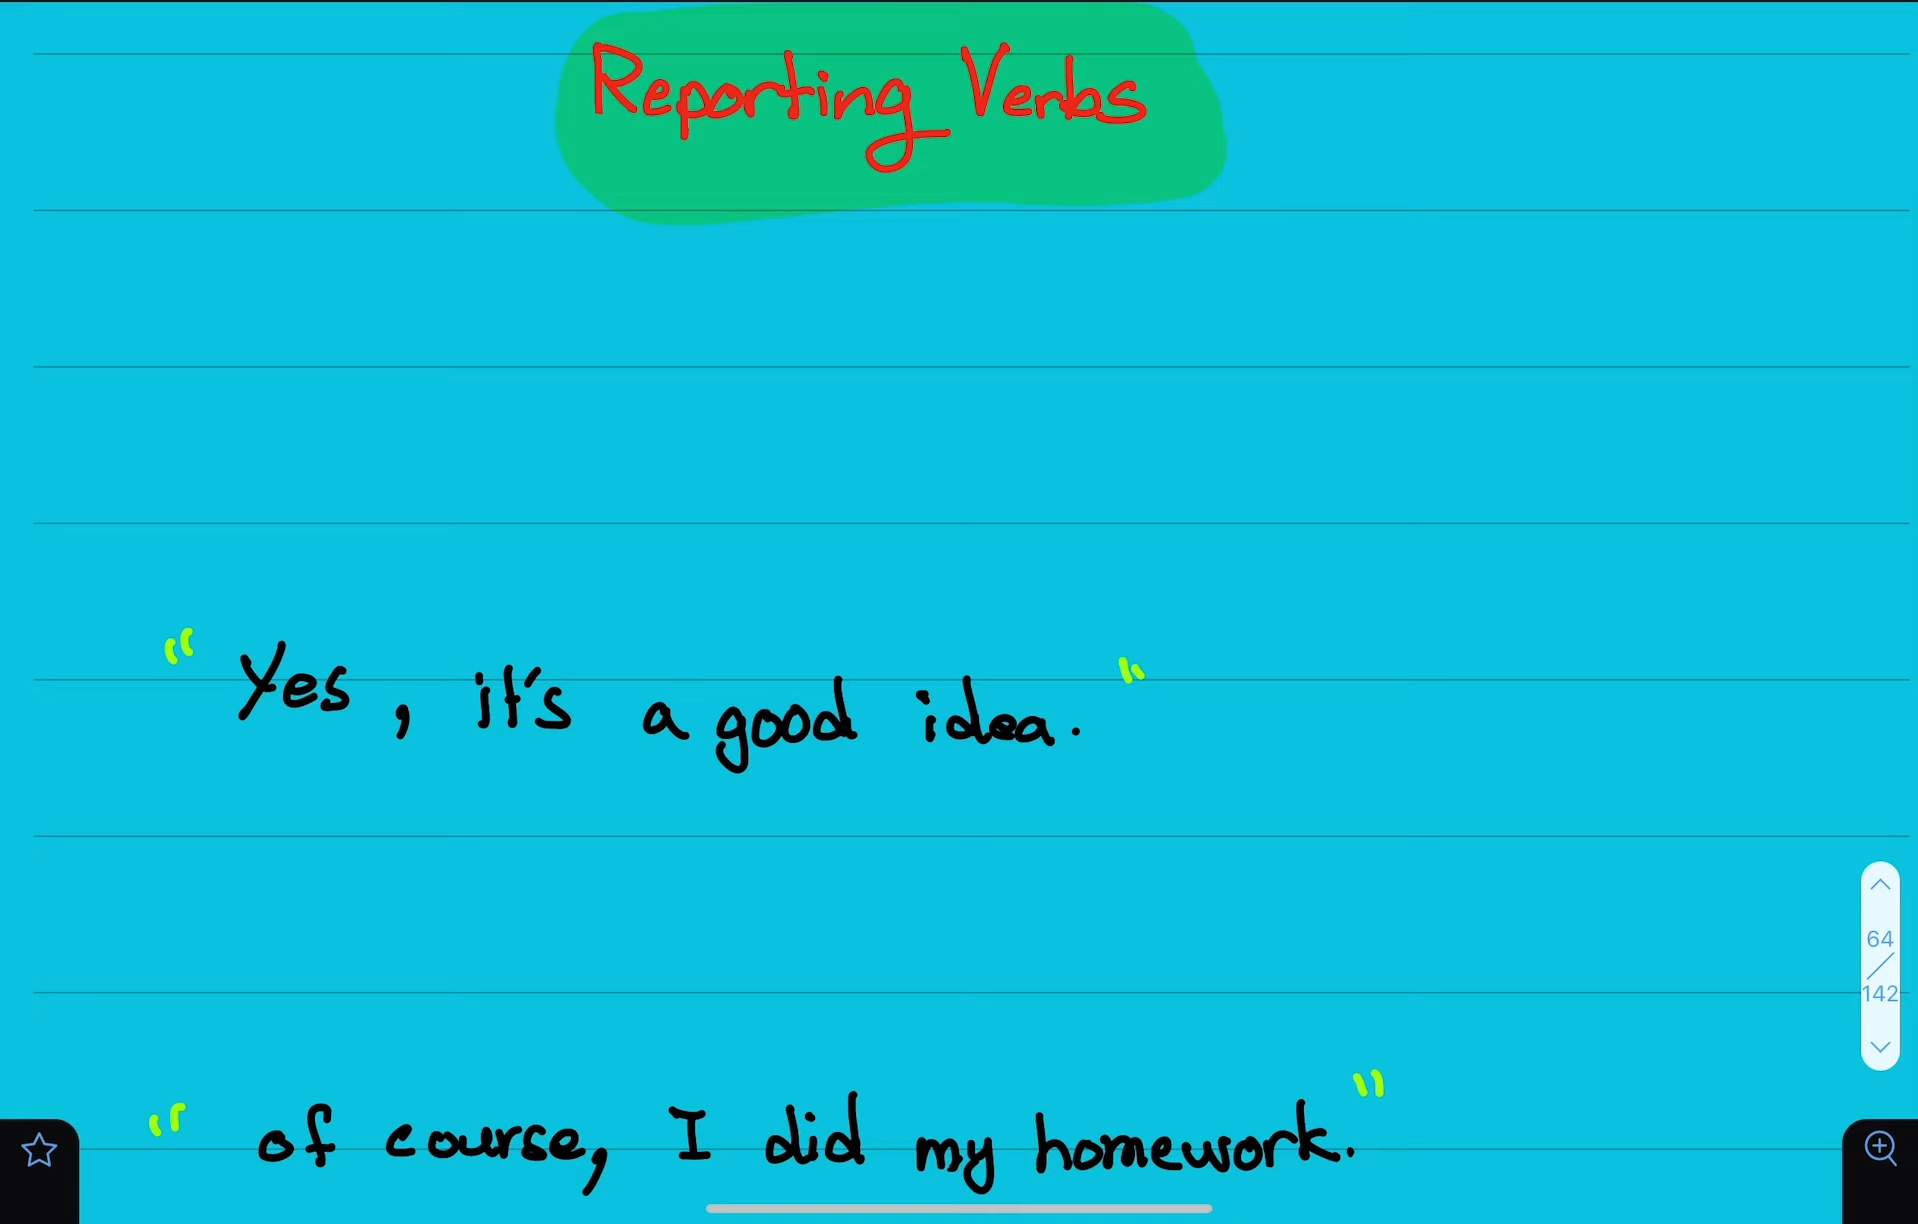 Reporting Verbs
" Yes, it's a good idea. "
64
142
" of course, I did my homework. "